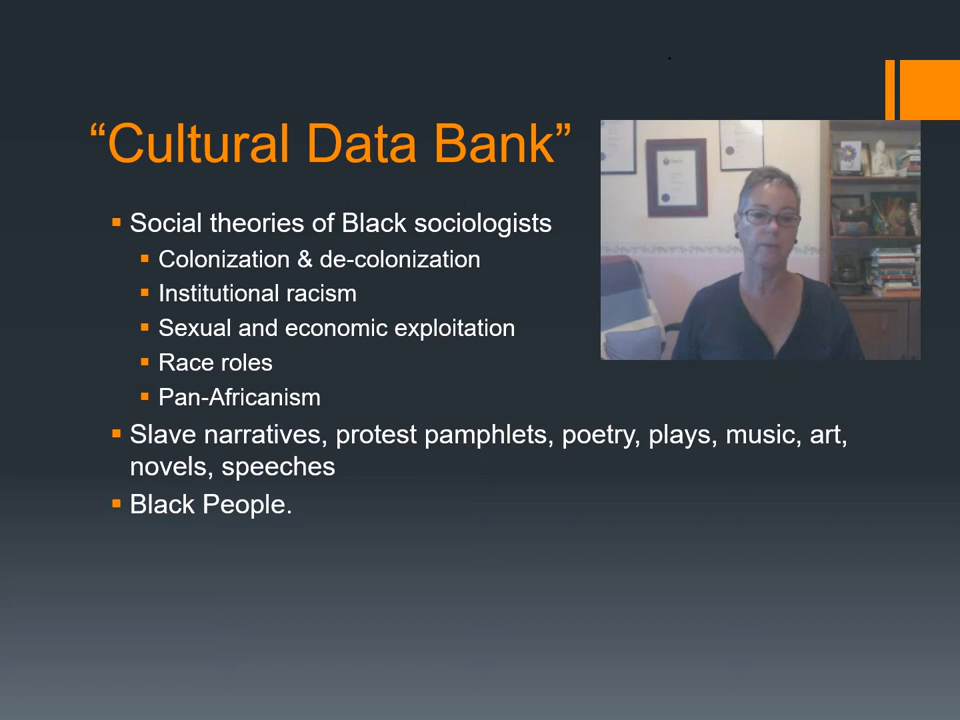 “Cultural Data Bank”
Social theories of Black sociologists
Colonization & de-colonization
Institutional racism
Sexual and economic exploitation
Race roles
Pan-Africanism
Slave narratives, protest pamphlets, poetry, plays, music, art,
novels, speeches
Black People.